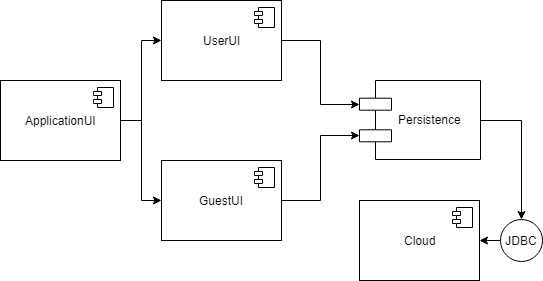 UserUI
ApplicationUI
Persistence
GuestUI
Cloud
JDBC